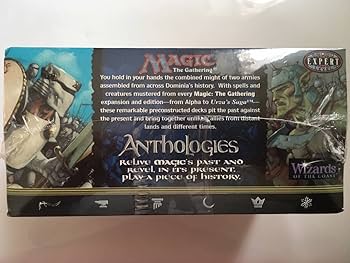 MAGIC
The Gathering®
You hold in your hands the combined might of two armies
assembled from across Dominia's history. With spells and
creatures mustered from every Magic: The Gathering
expansion and edition—from Alpha to Urza's Saga™—
these remarkable preconstructed decks pit the past against
the present and bring together unlikely allies from distant
lands and different times.
EXPERT
Anthologies
Relive Magic's past and
revel in its present.
Play a piece of history.
Wizards
OF THE COAST